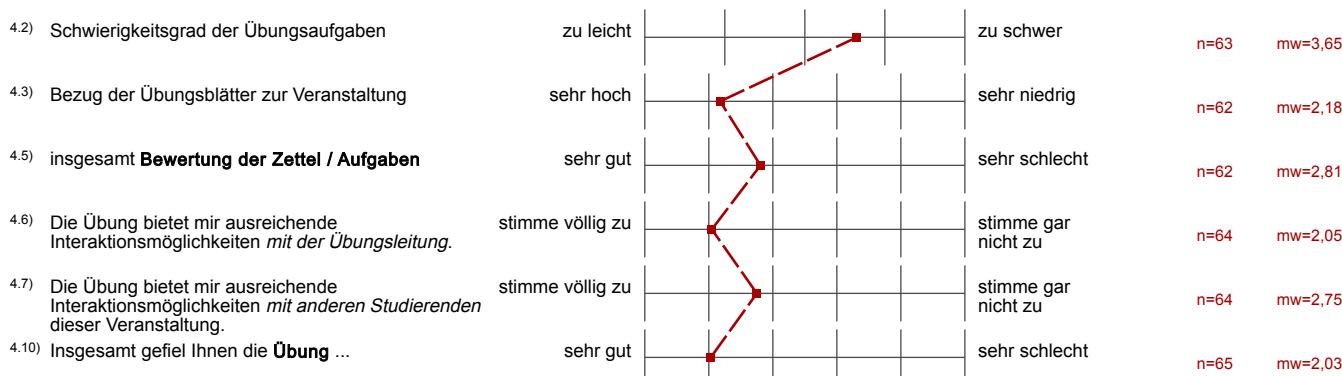 4.2) Schwierigkeitsgrad der Übungsaufgaben zu leicht zu schwer n=63 mw=3,65
4.3) Bezug der Übungsblätter zur Veranstaltung sehr hoch sehr niedrig n=62 mw=2,18
4.5) insgesamt Bewertung der Zettel / Aufgaben sehr gut sehr schlecht n=62 mw=2,81
4.6) Die Übung bietet mir ausreichende stimme völlig zu stimme gar
Interaktionsmöglichkeiten mit der Übungsleitung. nicht zu n=64 mw=2,05
4.7) Die Übung bietet mir ausreichende stimme völlig zu stimme gar
Interaktionsmöglichkeiten mit anderen Studierenden nicht zu n=64 mw=2,75
dieser Veranstaltung.
4.10) Insgesamt gefiel Ihnen die Übung ... sehr gut sehr schlecht n=65 mw=2,03